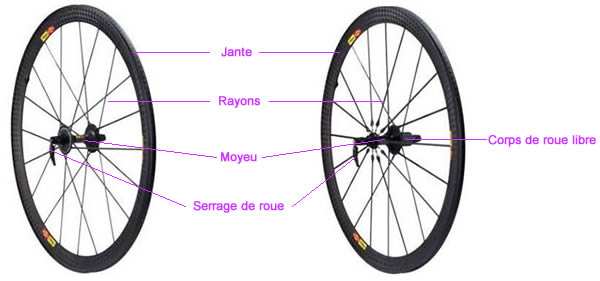 Jante
Rayons
Corps de roue libre
Moyeu
Serrage de roue